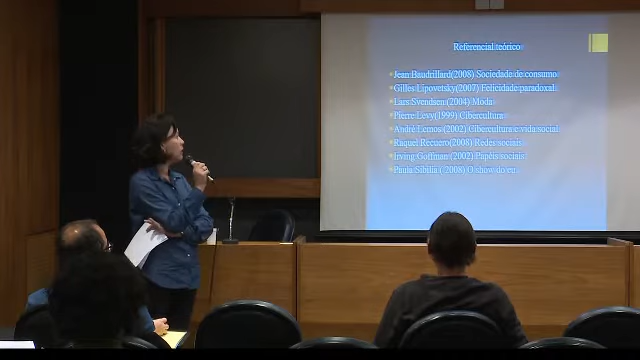 Referencial teórico
Jean Baudrillard(2008) Sociedade de consumo
Gilles Lipovetsky(2007) Felicidade paradoxal
Lars Svendsen (2004) Moda
Pierre Levy(1999) Cibercultura
André Lemos(2002) Cibercultura e vida social
Raquel Recuero(2008) Redes sociais
Irving Goffman (2002) Papéis sociais
Paula Sibilia (2008) O show do eu